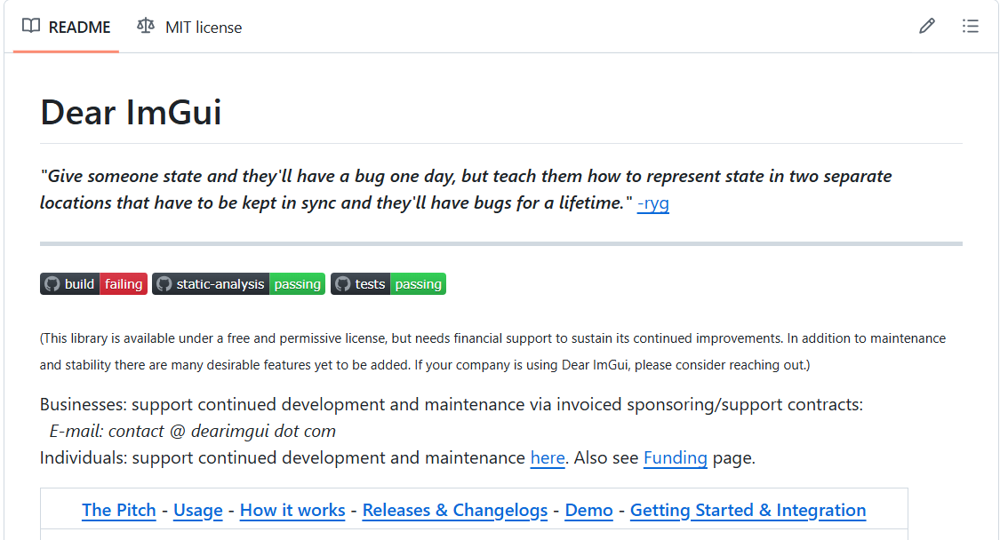 README MIT license
Dear ImGui
"Give someone state and they'll have a bug one day, but teach them how to represent state in two separate
locations that have to be kept in sync and they'll have bugs for a lifetime." -ryg
build failing static-analysis passing tests passing
(This library is available under a free and permissive license, but needs financial support to sustain its continued improvements. In addition to maintenance
and stability there are many desirable features yet to be added. If your company is using Dear ImGui, please consider reaching out.)
Businesses: support continued development and maintenance via invoiced sponsoring/support contracts:
E-mail: contact @ dearimgui dot com
Individuals: support continued development and maintenance here. Also see Funding page.
The Pitch - Usage - How it works - Releases & Changelogs - Demo - Getting Started & Integration